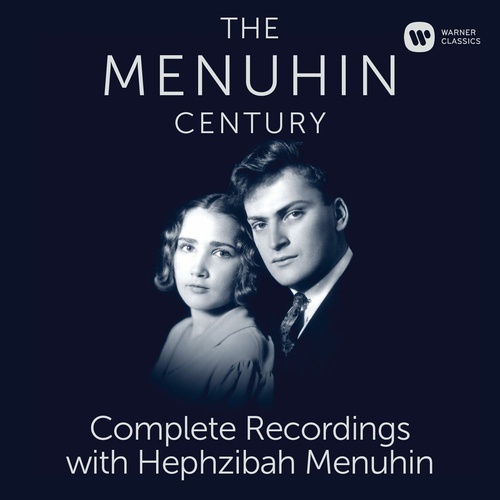 THE
MENUHIN
CENTURY
WARNER
CLASSICS
Complete Recordings
with Hephzibah Menuhin